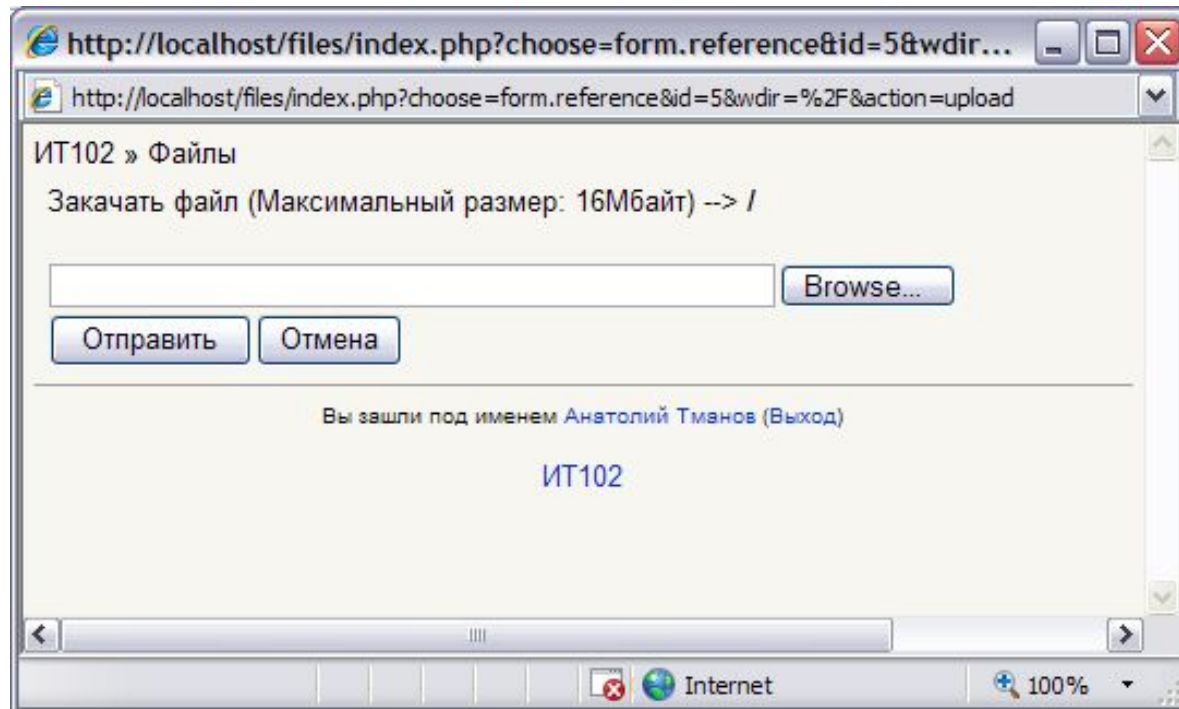 http://localhost/files/index.php?choose=form.reference&id=5&wdir...
http://localhost/files/index.php?choose=form.reference&id=5&wdir=%2F&action=upload
ИТ102 » Файлы
Закачать файл (Максимальный размер: 16Мбайт) --> /
Browse...
Отправить Отмена
Вы зашли под именем Анатолий Тманов (Выход)
ИТ102
Internet 100%